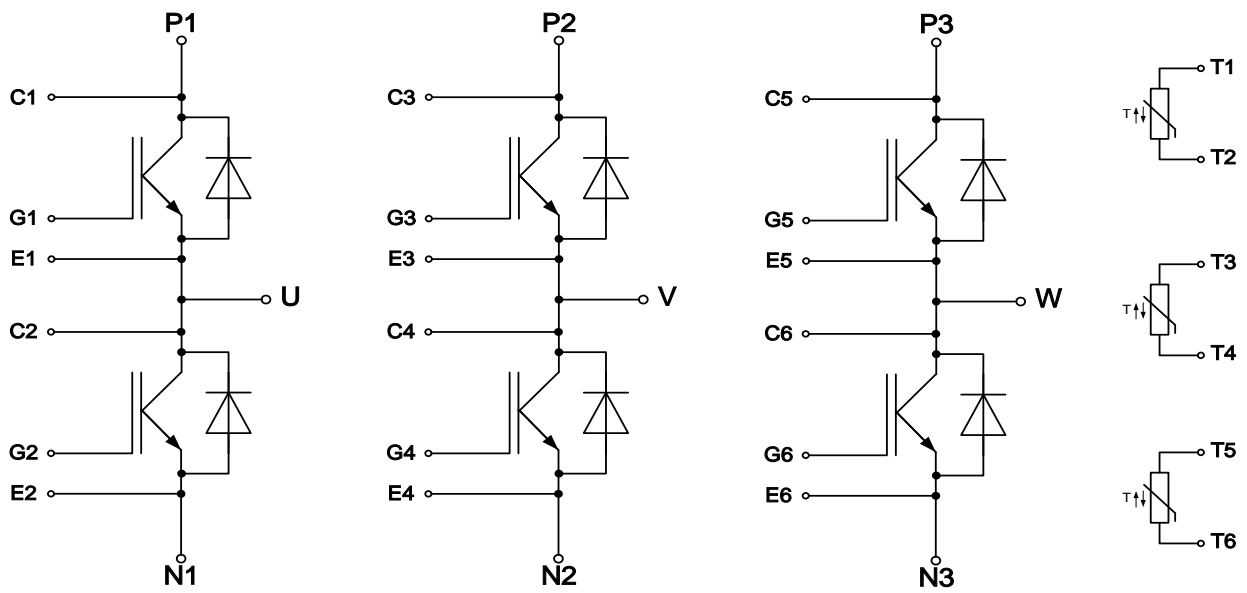 P1 P2 P3
T1
C1 C3 C5
T
T2
G1 G3 G5
E1 E3 E5
T3
U V W
T
C2 C4 C6
T4
G2 G4 G6
T5
E2 E4 E6
T
T6
N1 N2 N3